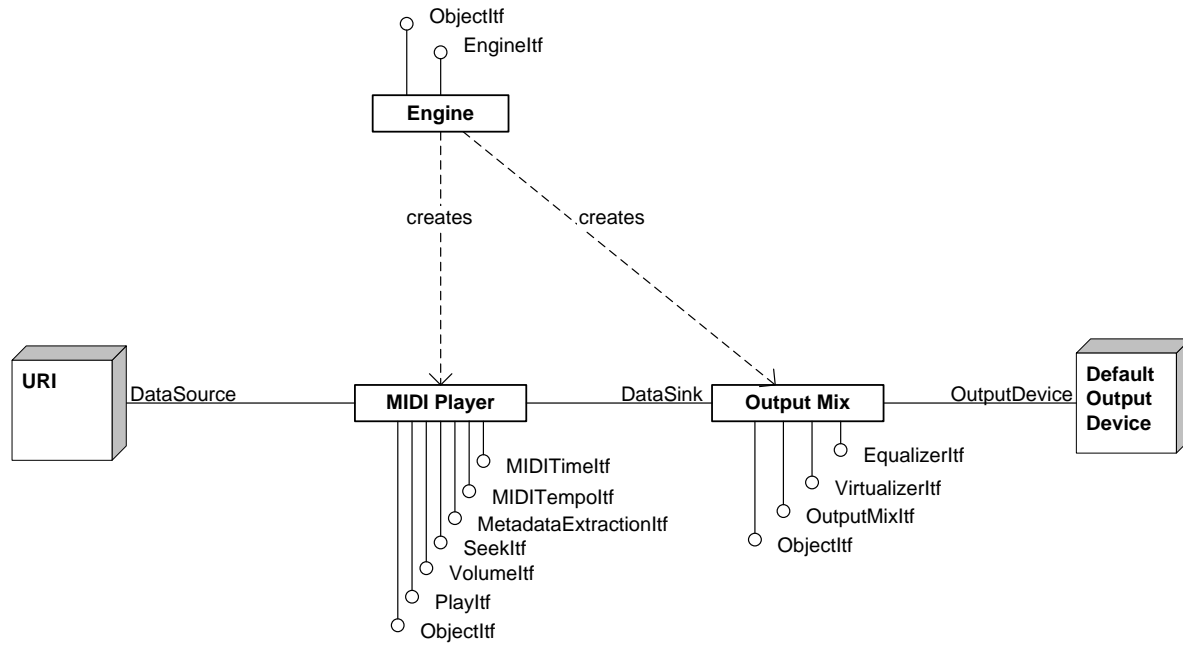 ObjectItf
EngineItf
Engine
creates
creates
URI
DataSource
MIDI Player
DataSink
Output Mix
OutputDevice
Default
Output
Device
MIDITimeItf
MIDITempoItf
MetadataExtractionItf
SeekItf
VolumeItf
PlayItf
ObjectItf
EqualizerItf
VirtualizerItf
OutputMixItf
ObjectItf